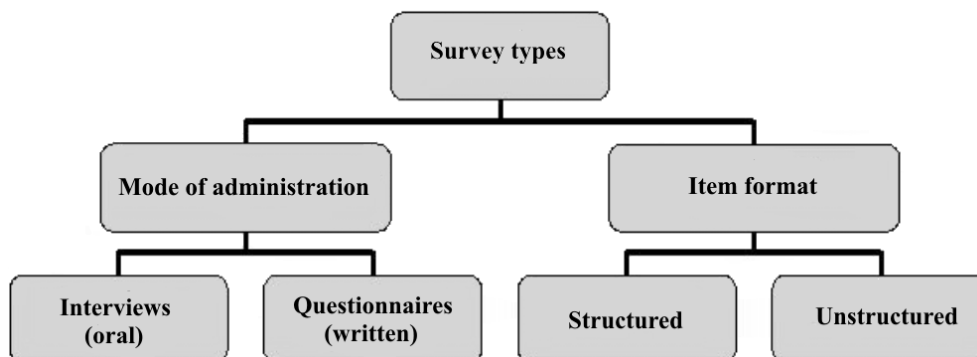 Survey types
Mode of administration
Item format
Interviews
(oral)
Questionnaires
(written)
Structured
Unstructured